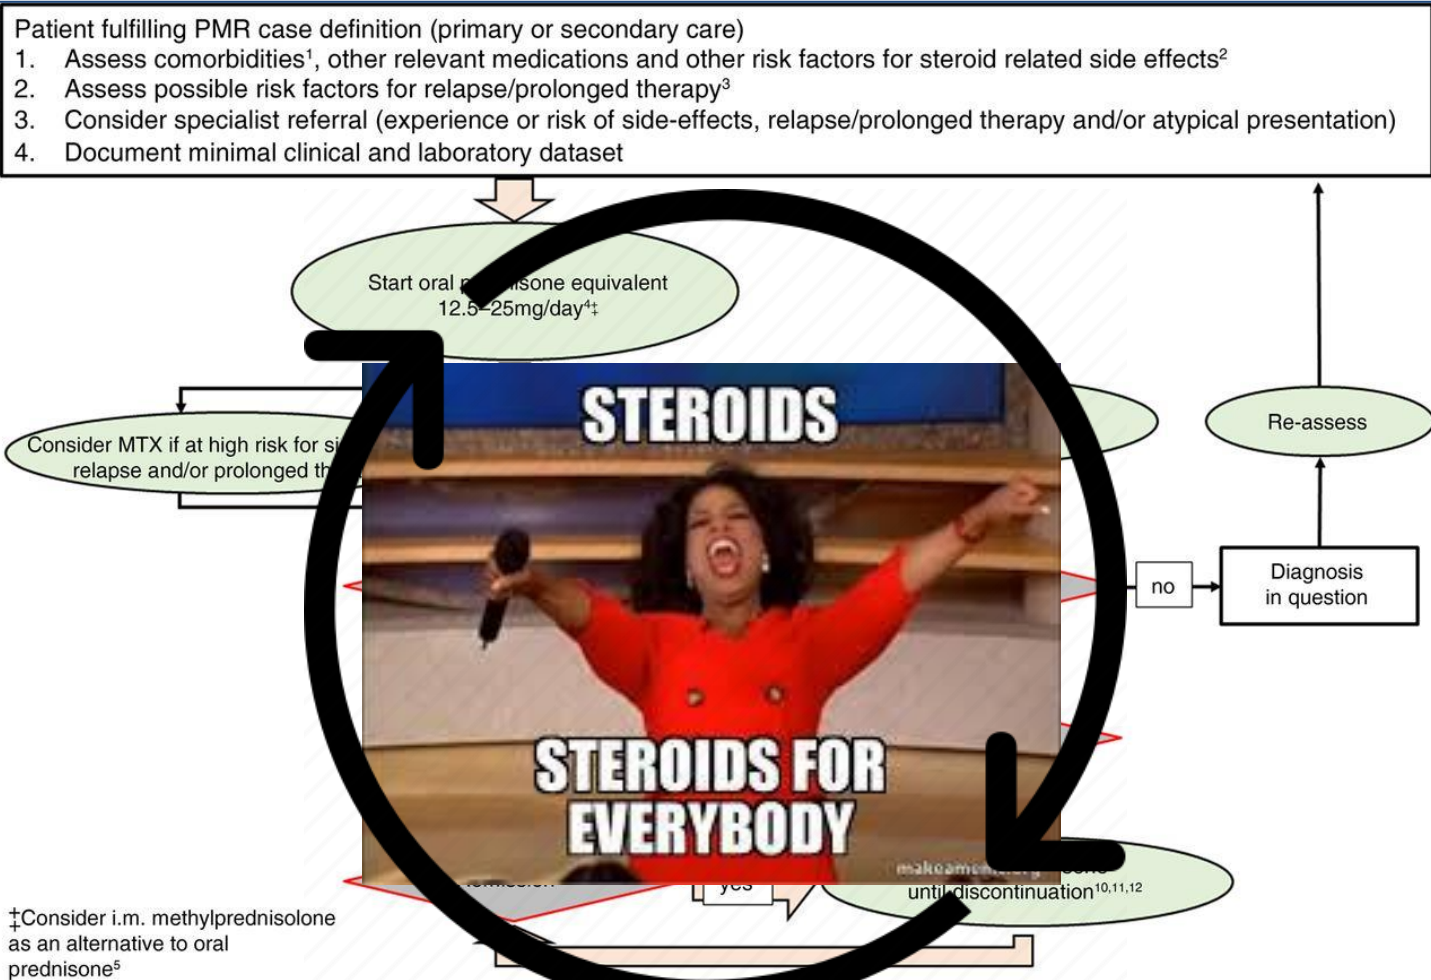 Patient fulfilling PMR case definition (primary or secondary care)
1. Assess comorbidities¹, other relevant medications and other risk factors for steroid related side effects²
2. Assess possible risk factors for relapse/prolonged therapy³
3. Consider specialist referral (experience or risk of side-effects, relapse/prolonged therapy and/or atypical presentation)
4. Document minimal clinical and laboratory dataset
Start oral equivalent
12.5–25mg/day⁴‡
STEROIDS
Consider MTX if at high risk for
relapse and/or prolonged
Re-assess
no
Diagnosis
in question
STEROIDS FOR
EVERYBODY
yes
until discontinuation¹⁰,¹¹,¹²
‡Consider i.m. methylprednisolone
as an alternative to oral
prednisone⁵